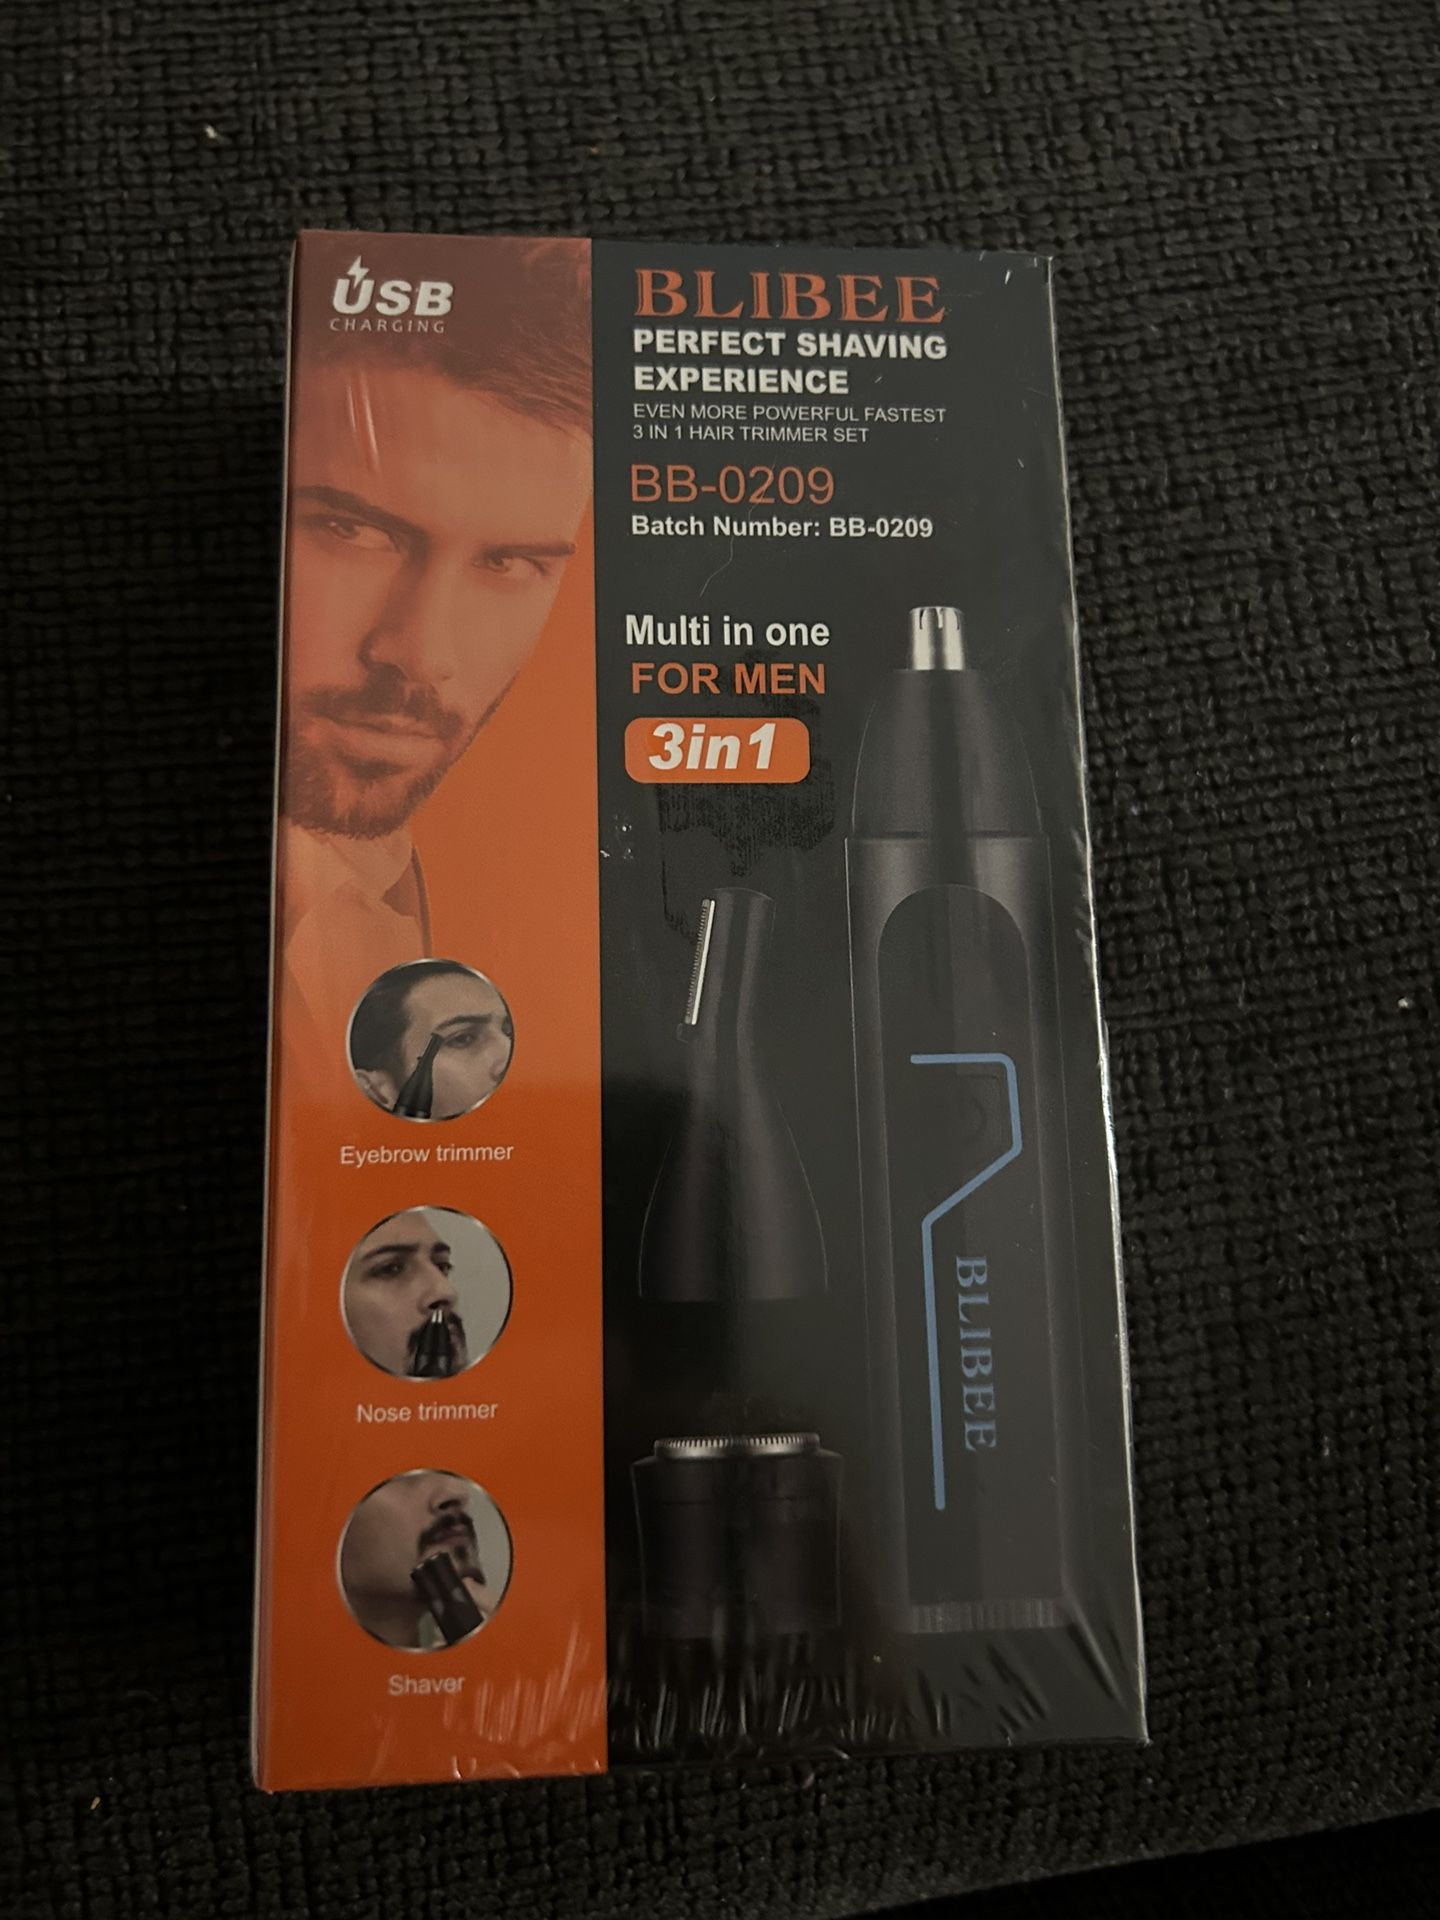 USB
CHARGING
BLIBEE
PERFECT SHAVING
EXPERIENCE
EVEN MORE POWERFUL FASTEST
3 IN 1 HAIR TRIMMER SET
BB-0209
Batch Number: BB-0209
Multi in one
FOR MEN
3in1
Eyebrow trimmer
Nose trimmer
Shaver
BLIBEE